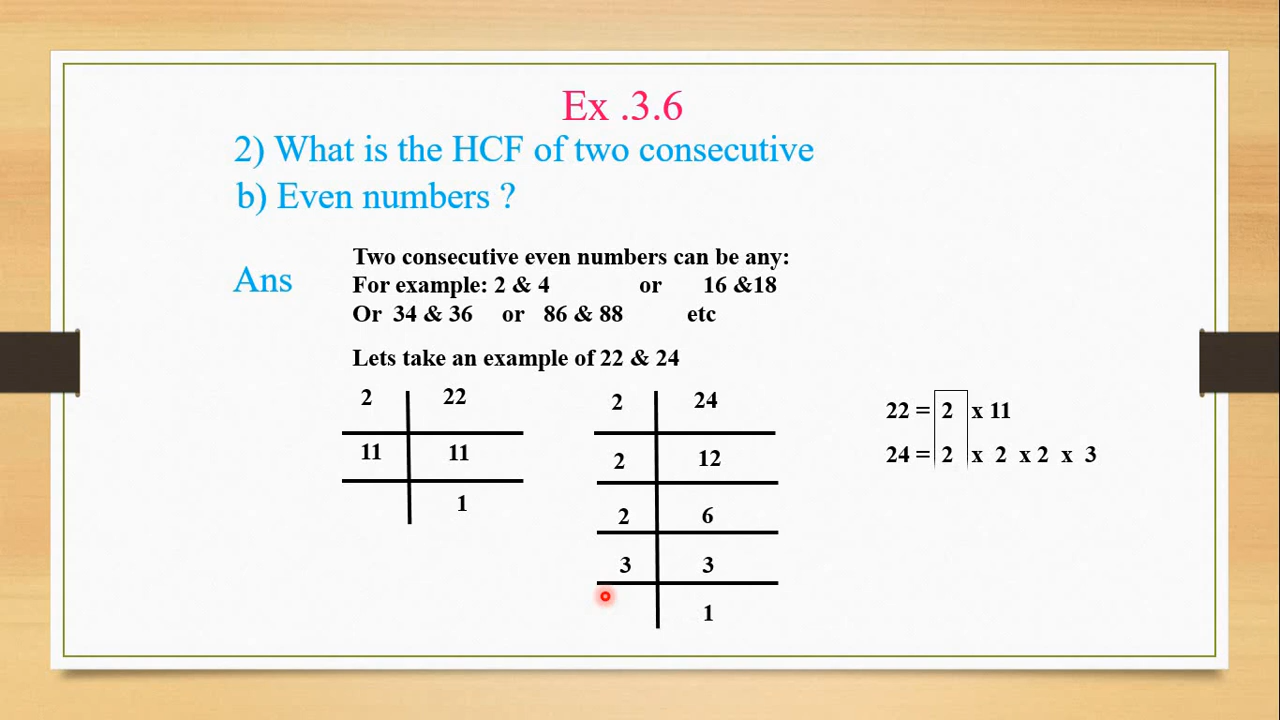 Ex .3.6
2) What is the HCF of two consecutive
b) Even numbers ?
Ans
Two consecutive even numbers can be any:
For example: 2 & 4 or 16 &18
Or 34 & 36 or 86 & 88 etc
Lets take an example of 22 & 24
2 22
11 11
1
2 24
2 12
2 6
3 3
1
22 = 2 x 11
24 = 2 x 2 x 2 x 3